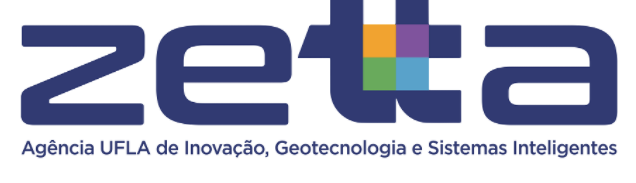 zetta
Agência UFLA de Inovação, Geotecnologia e Sistemas Inteligentes